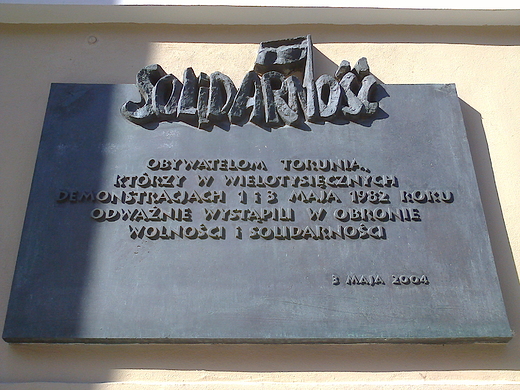 SOLIDARNOŚĆ
OBYWATELOM TORUNIA,
KTÓRZY W WIELOTYSIĘCZNYCH
DEMONSTRACJACH 1 I 3 MAJA 1982 ROKU
ODWAŻNIE WYSTĄPILI W OBRONIE
WOLNOŚCI I SOLIDARNOŚCI
3 MAJA 2004